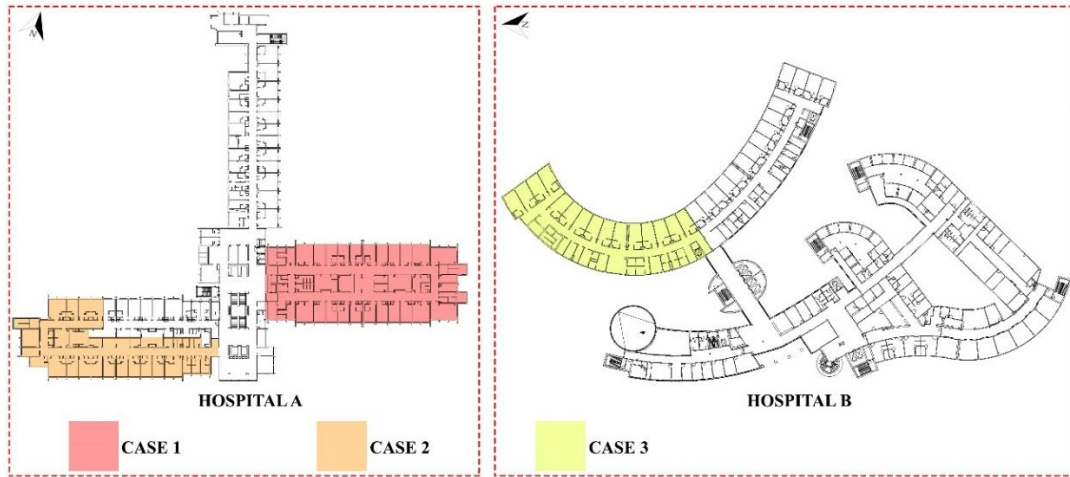 N
N
HOSPITAL A
HOSPITAL B
CASE 1
CASE 2
CASE 3